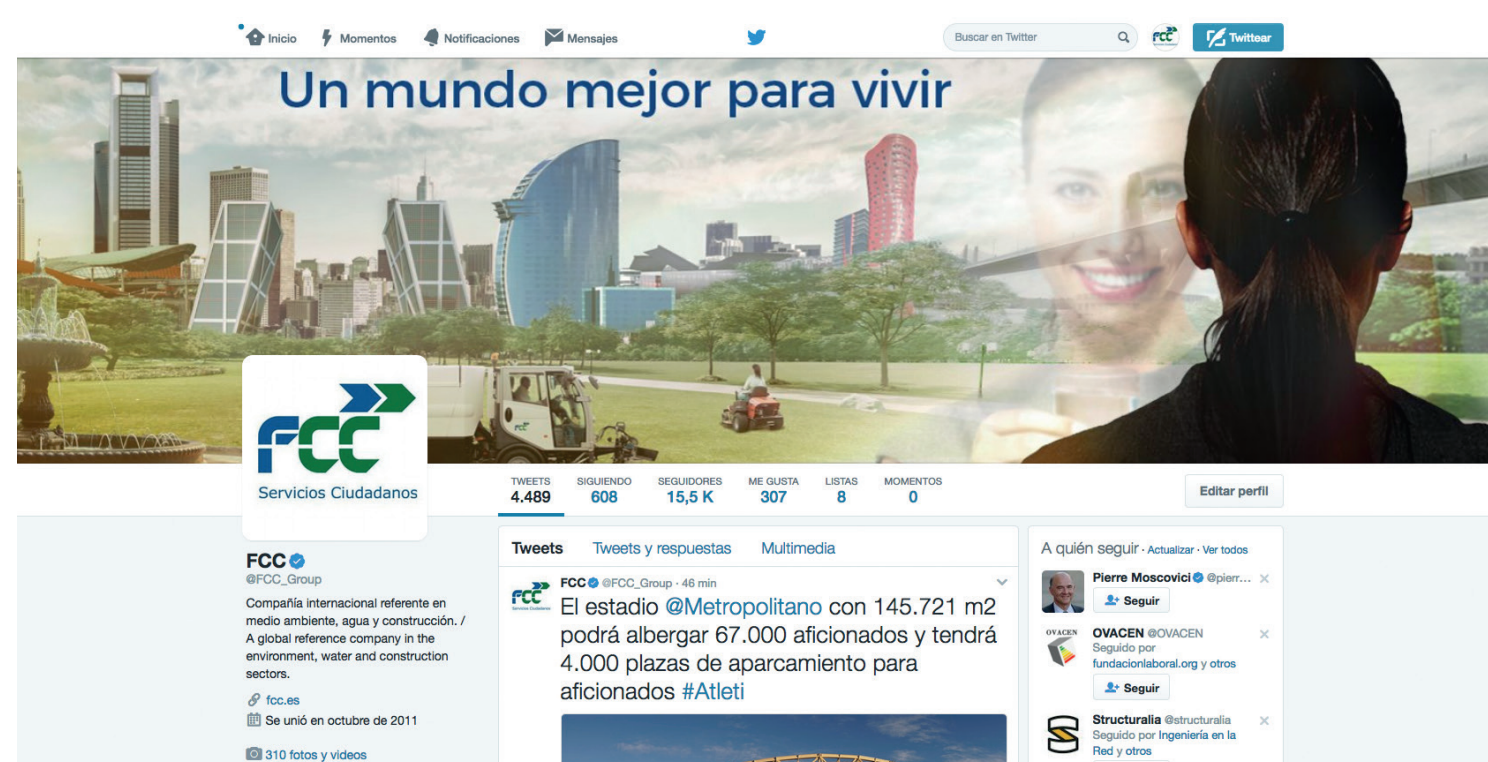 Inicio
Momentos
Notificaciones
Mensajes
Buscar en Twitter
FCC
Twittear
Un mundo mejor para vivir
FCC
Servicios Ciudadanos
TWEETS
4.489
SIGUIENDO
608
SEGUIDORES
15,5 K
ME GUSTA
307
LISTAS
8
MOMENTOS
0
Editar perfil
FCC
@FCC_Group
Compañía internacional referente en
medio ambiente, agua y construcción. /
A global reference company in the
environment, water and construction
sectors.
fcc.es
Se unió en octubre de 2011
310 fotos y videos
Tweets Tweets y respuestas Multimedia
FCC
FCC @FCC_Group · 46 min
El estadio @Metropolitano con 145.721 m2
podrá albergar 67.000 aficionados y tendrá
4.000 plazas de aparcamiento para
aficionados #Atleti
A quién seguir · Actualizar · Ver todos
Pierre Moscovici @pierr...
Seguir
OVACEN
OVACEN @OVACEN
Seguido por
fundacionlaboral.org y otros
Seguir
Structuralia @structuralia
Seguido por Ingeniería en la
Red y otros